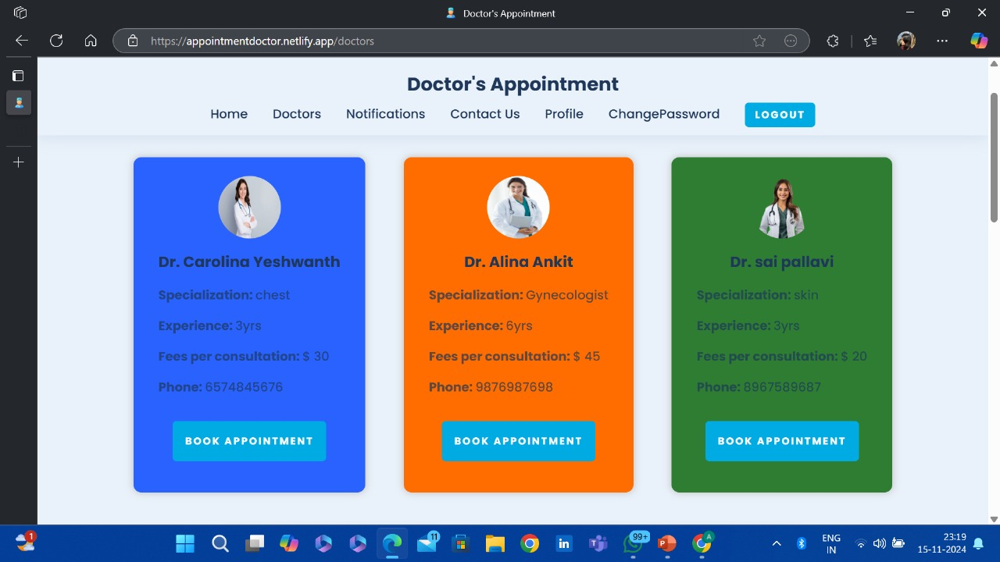 Doctor's Appointment
https://appointmentdoctor.netlify.app/doctors
Doctor's Appointment
Home Doctors Notifications Contact Us Profile ChangePassword LOGOUT
Dr. Carolina Yeshwanth
Specialization: chest
Experience: 3yrs
Fees per consultation: $ 30
Phone: 6574845676
BOOK APPOINTMENT
Dr. Alina Ankit
Specialization: Gynecologist
Experience: 6yrs
Fees per consultation: $ 45
Phone: 9876987698
BOOK APPOINTMENT
Dr. sai pallavi
Specialization: skin
Experience: 3yrs
Fees per consultation: $ 20
Phone: 8967589687
BOOK APPOINTMENT
1
11
99+
A
ENG
IN
23:19
15-11-2024